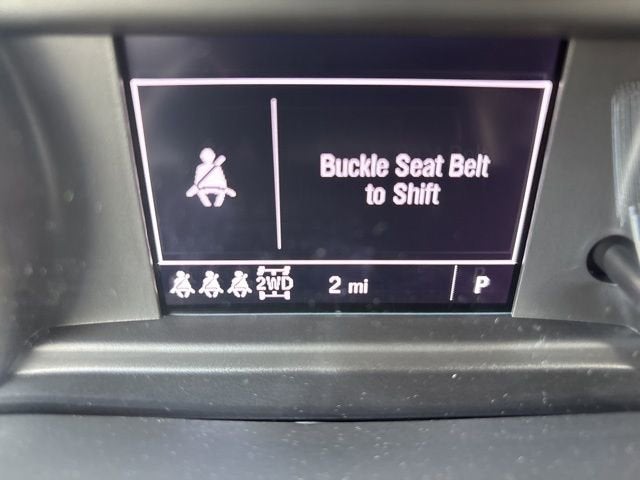 Buckle Seat Belt
to Shift
2WD 2 mi P